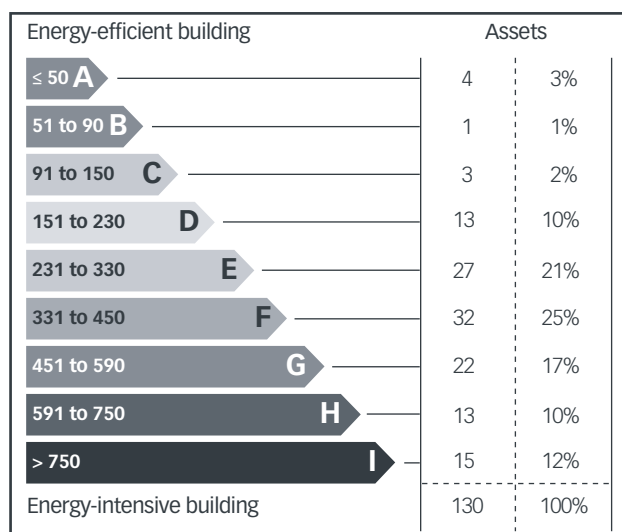 Energy-efficient building Assets
≤ 50 A 4 3%
51 to 90 B 1 1%
91 to 150 C 3 2%
151 to 230 D 13 10%
231 to 330 E 27 21%
331 to 450 F 32 25%
451 to 590 G 22 17%
591 to 750 H 13 10%
> 750 I 15 12%
Energy-intensive building 130 100%